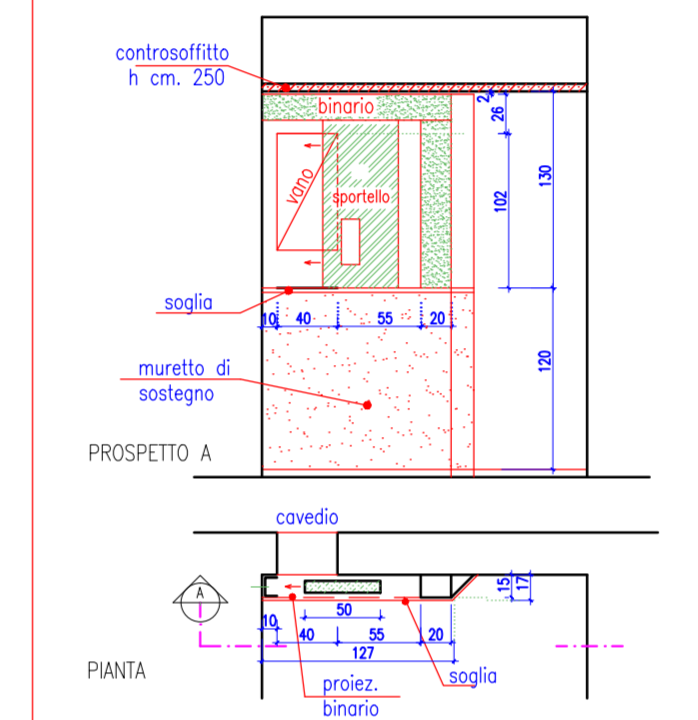 controsoffitto
h cm. 250
binario
2
26
vano
sportello
102
130
soglia
10 40 55 20
120
muretto di
sostegno
PROSPETTO A
cavedio
A
15 17
50
10
40 55 20
127
PIANTA
proiez.
binario
soglia